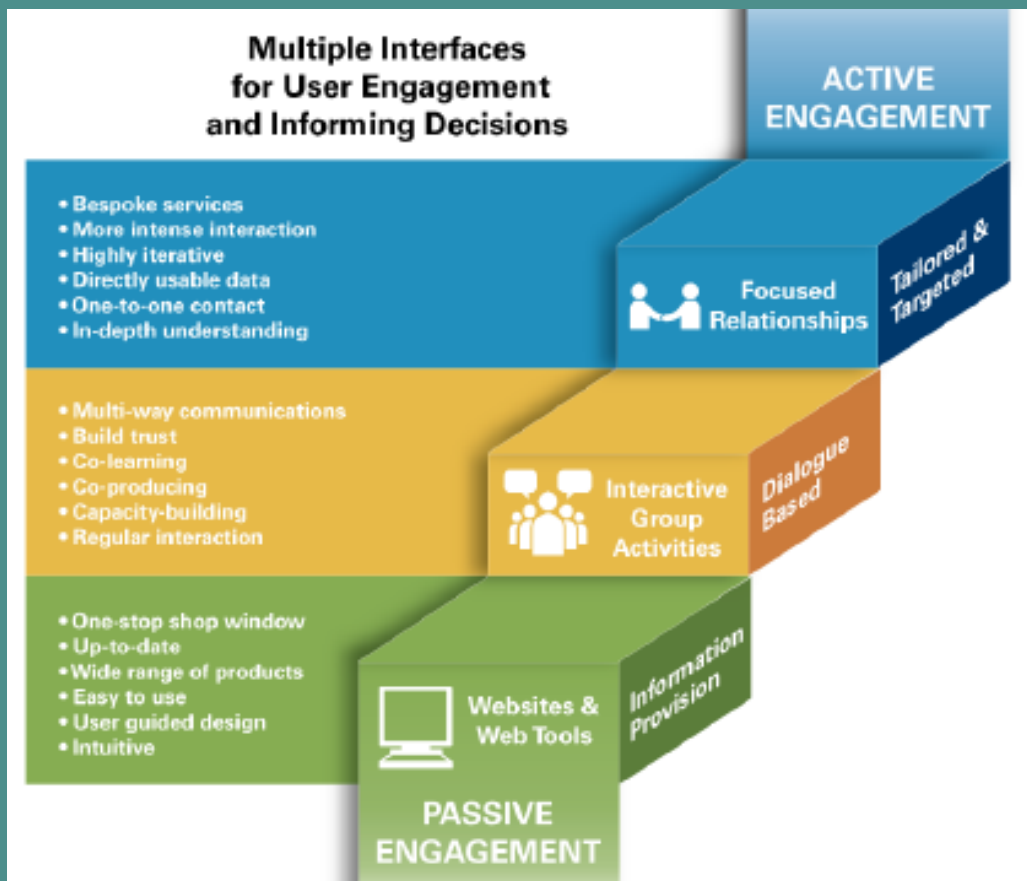 Multiple Interfaces
for User Engagement
and Informing Decisions
ACTIVE
ENGAGEMENT
• Bespoke services
• More intense interaction
• Highly iterative
• Directly usable data
• One-to-one contact
• In-depth understanding
Focused
Relationships
Tailored &
Targeted
• Multi-way communications
• Build trust
• Co-learning
• Co-producing
• Capacity-building
• Regular interaction
Interactive
Group
Activities
Dialogue
Based
• One-stop shop window
• Up-to-date
• Wide range of products
• Easy to use
• User guided design
• Intuitive
Websites &
Web Tools
Information
Provision
PASSIVE
ENGAGEMENT